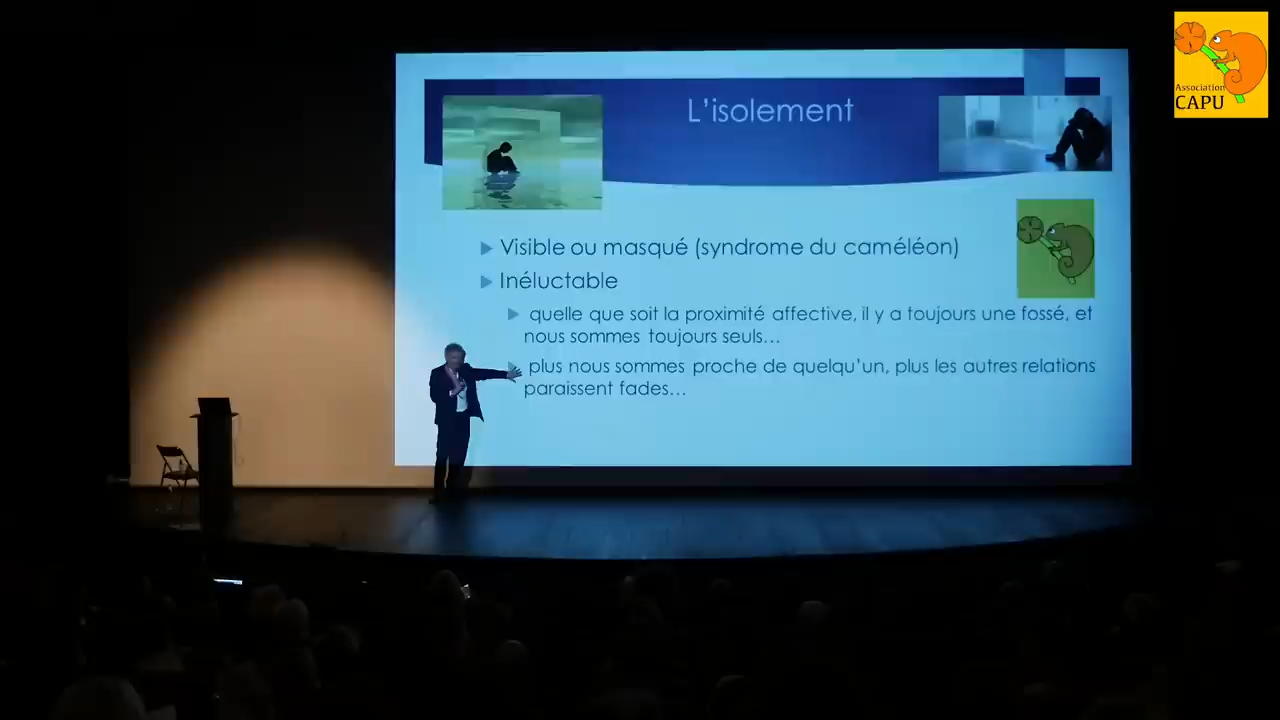 Association
CAPU
L'isolement
Visible ou masqué (syndrome du caméléon)
Inéluctable
quelle que soit la proximité affective, il y a toujours une fossé, et
nous sommes toujours seuls…
plus nous sommes proche de quelqu'un, plus les autres relations
paraissent fades…